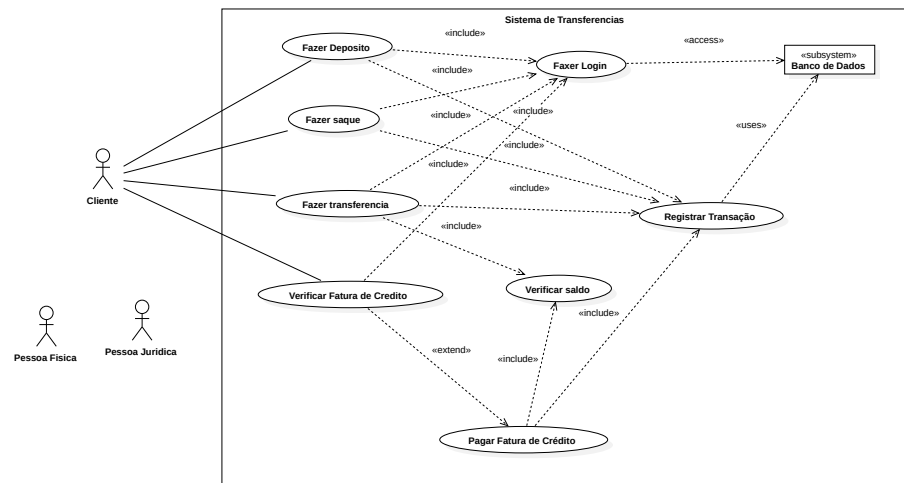 Sistema de Transferencias
«include»
Fazer Deposito
«access»
«subsystem»
Banco de Dados
Faxer Login
«include»
«include»
«include»
Fazer saque
«uses»
«include»
«include»
Cliente
Fazer transferencia
«include»
Registrar Transação
«include»
Verificar Fatura de Credito
Verificar saldo
«include»
Pessoa Fisica
Pessoa Juridica
«extend»
«include»
Pagar Fatura de Crédito